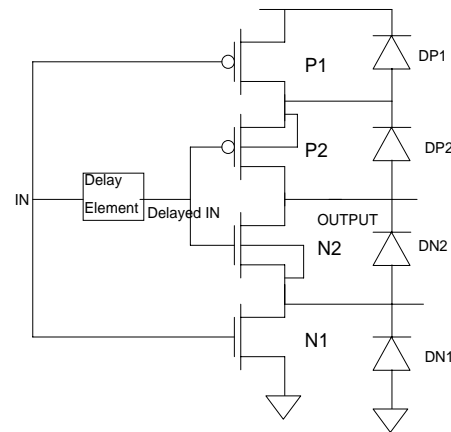 P1
DP1
P2
DP2
IN
Delay
Element
Delayed IN
OUTPUT
N2
DN2
N1
DN1